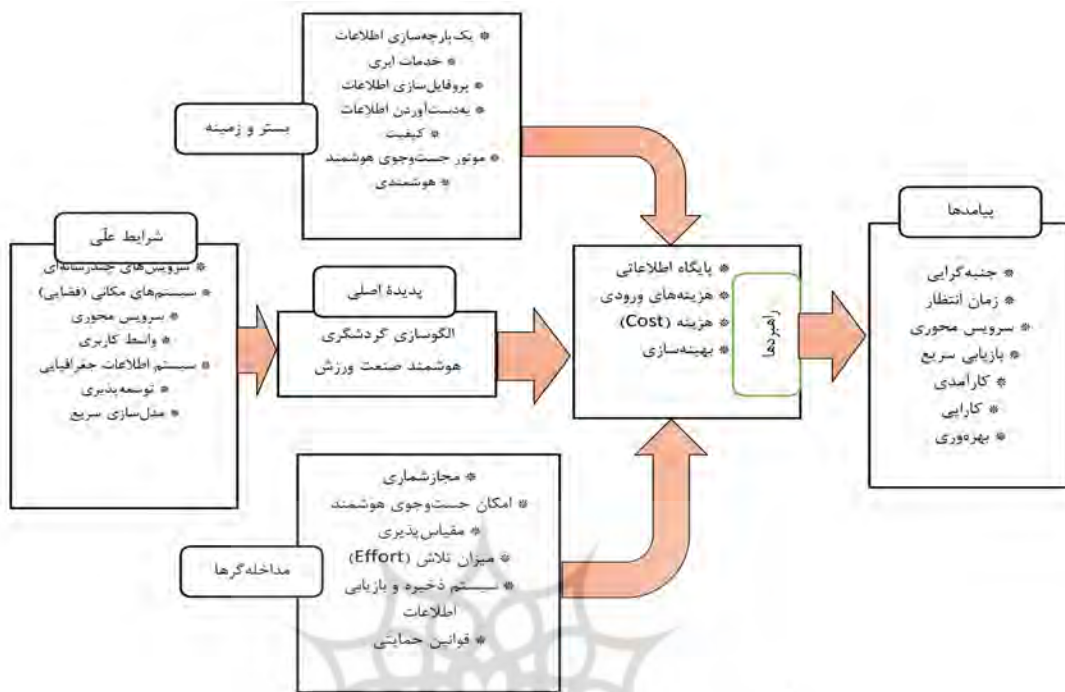 بستر و زمینه
* یک‌پارچه‌سازی اطلاعات
* خدمات ابری
* پروفایل‌سازی اطلاعات
* به‌دست‌آوردن اطلاعات
* کیفیت
* موتور جست‌وجوی هوشمند
* هوشمندی
شرایط علّی
* سرویس‌های چندرسانه‌ای
* سیستم‌های مکانی (فضایی)
* سرویس محوری
* واسط کاربری
* سیستم اطلاعات جغرافیایی
* توسعه‌پذیری
* مدل‌سازی سریع
پدیدۀ اصلی
الگوسازی گردشگری
هوشمند صنعت ورزش
مداخله‌گرها
* مجازشماری
* امکان جست‌وجوی هوشمند
* مقیاس‌پذیری
* میزان تلاش (Effort)
* سیستم ذخیره و بازیابی
اطلاعات
* قوانین حمایتی
راهبردها
* پایگاه اطلاعاتی
* هزینه‌های ورودی
* هزینه (Cost)
* بهینه‌سازی
پیامدها
* جنبه‌گرایی
* زمان انتظار
* سرویس محوری
* بازیابی سریع
* کارآمدی
* کارایی
* بهره‌وری